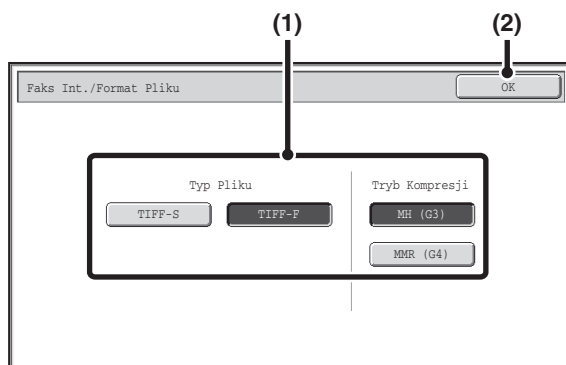 (1) (2)
Faks Int./Format Pliku OK
Typ Pliku Tryb Kompresji
TIFF-S TIFF-F MH (G3)
MMR (G4)